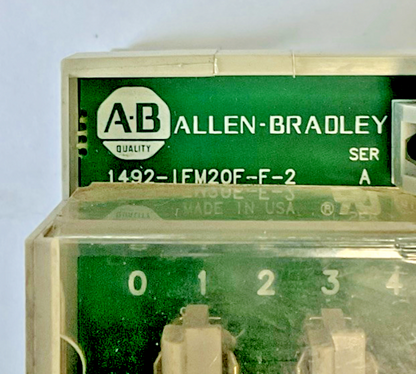 A·B
QUALITY
ALLEN-BRADLEY
SER
1492-IFM20F-F-2 A
MADE IN USA ®
0 1 2 3 4